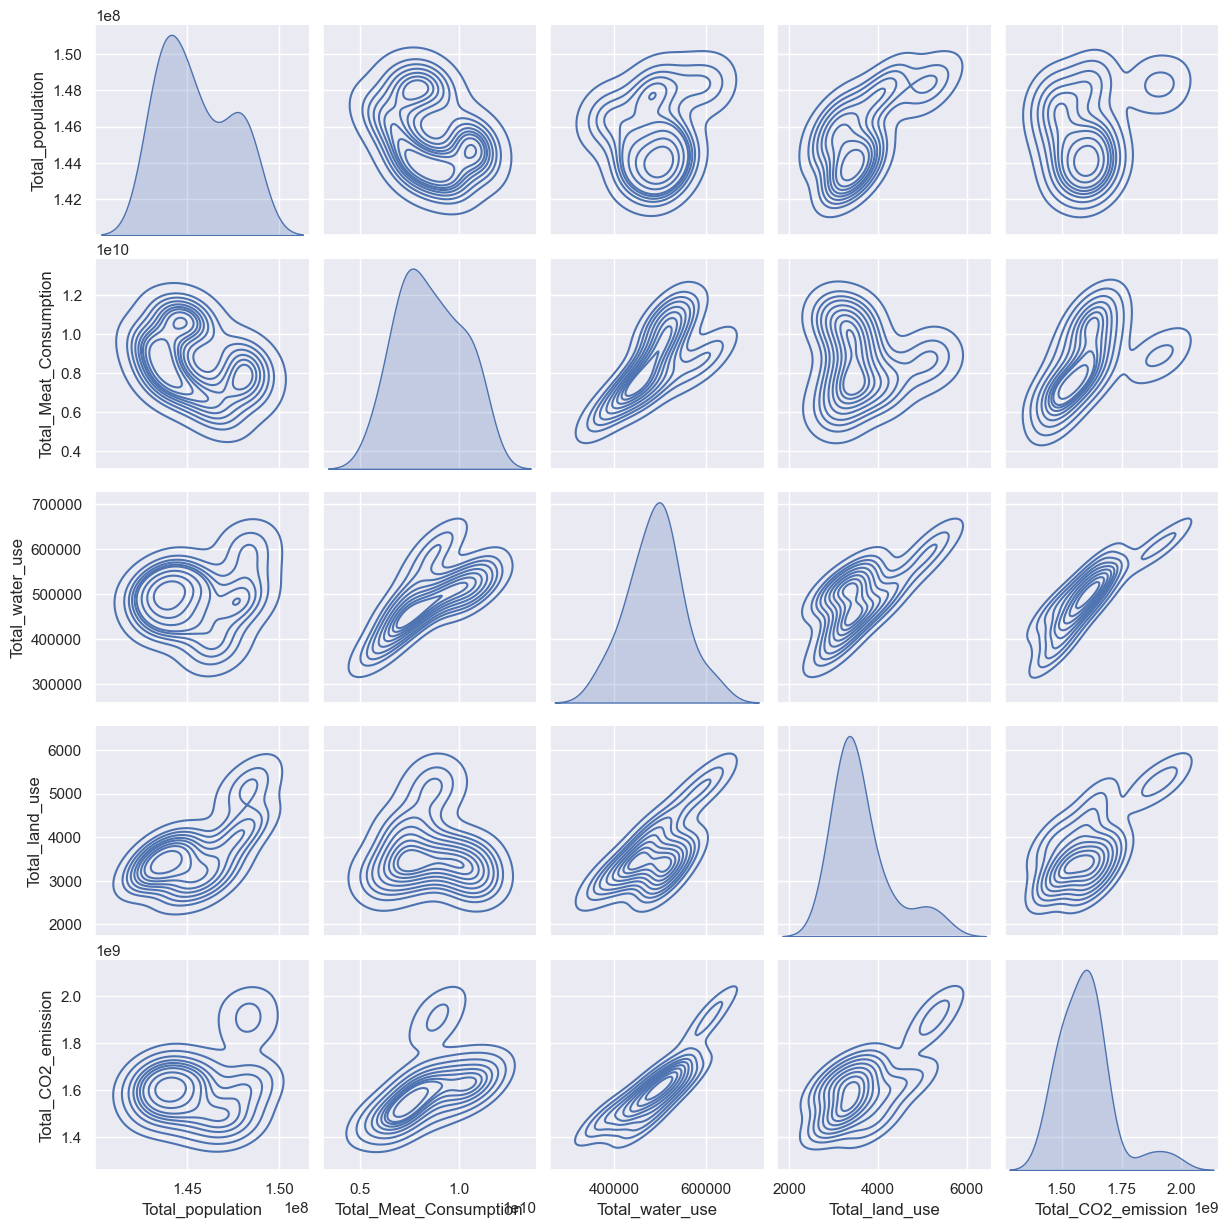 1e8
1.50
1.48
1.46
1.44
1.42
Total_population
1e10
1.2
1.0
0.8
0.6
0.4
Total_Meat_Consumption
700000
600000
500000
400000
300000
Total_water_use
6000
5000
4000
3000
2000
Total_land_use
1e9
2.0
1.8
1.6
1.4
Total_CO2_emission
1.45 1.50 0.5 1.0 400000 600000 2000 4000 6000 1.50 1.75 2.00
Total_population 1e8 Total_Meat_Consumption 1e10 Total_water_use Total_land_use Total_CO2_emission 1e9